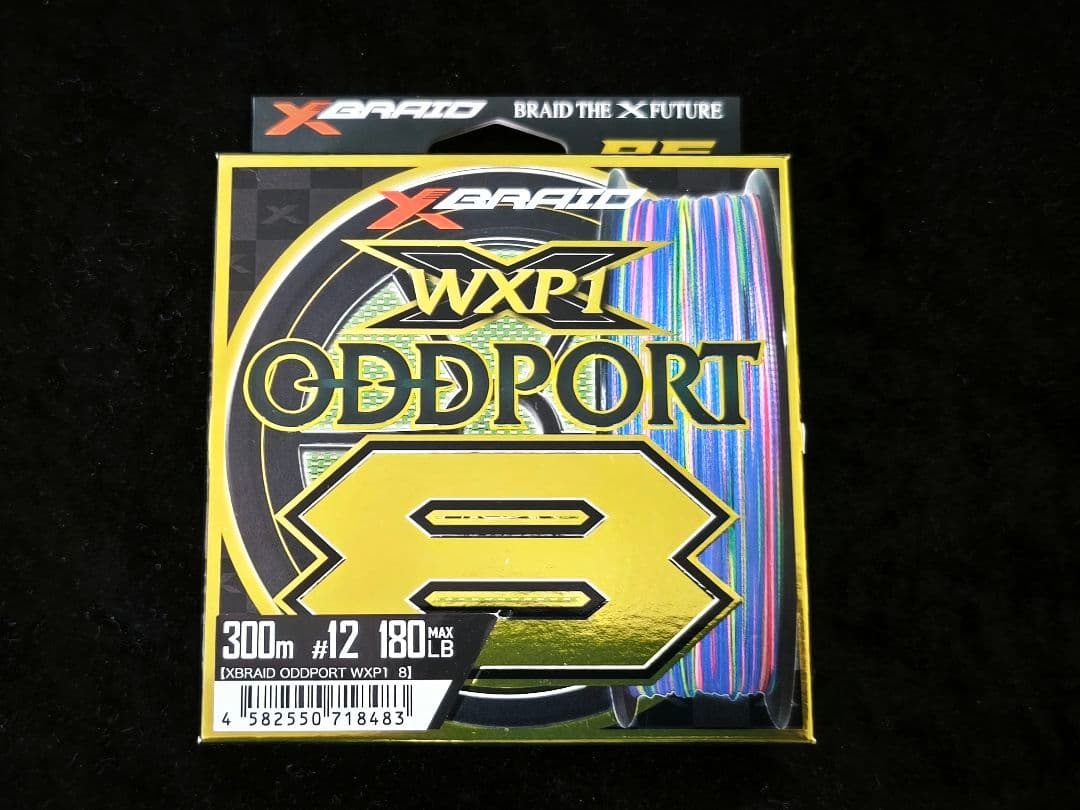 XBRAID BRAID THE X FUTURE
XBRAID
WXP1
ODDPORT
8
300m #12 180 MAX LB
【XBRAID ODDPORT WXP1 8】
4 582550 718483